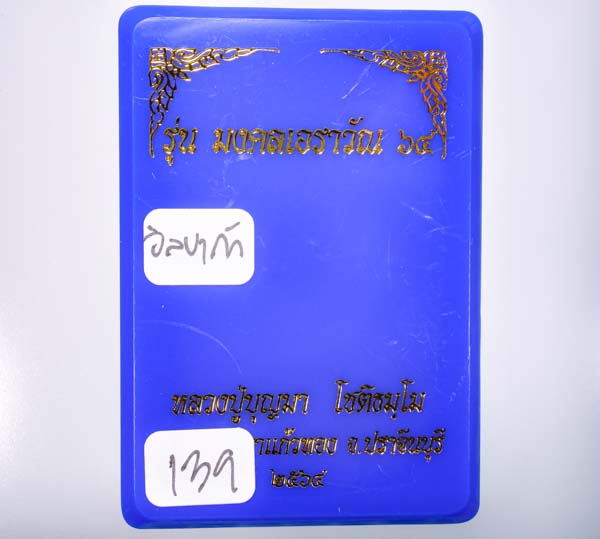 รุ่น มงคลเอราวัณ ๖๔
หลวงปู่บุญมา โชติธมฺโม
แก้วทอง จ.ปราจีนบุรี
139
๒๕๖๔